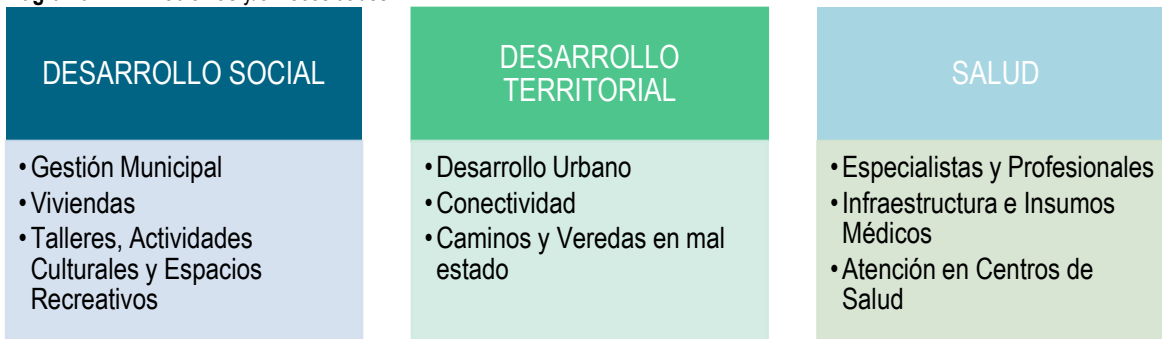 DESARROLLO SOCIAL
• Gestión Municipal
• Viviendas
• Talleres, Actividades
Culturales y Espacios
Recreativos
DESARROLLO
TERRITORIAL
• Desarrollo Urbano
• Conectividad
• Caminos y Veredas en mal
estado
SALUD
• Especialistas y Profesionales
• Infraestructura e Insumos
Médicos
• Atención en Centros de
Salud